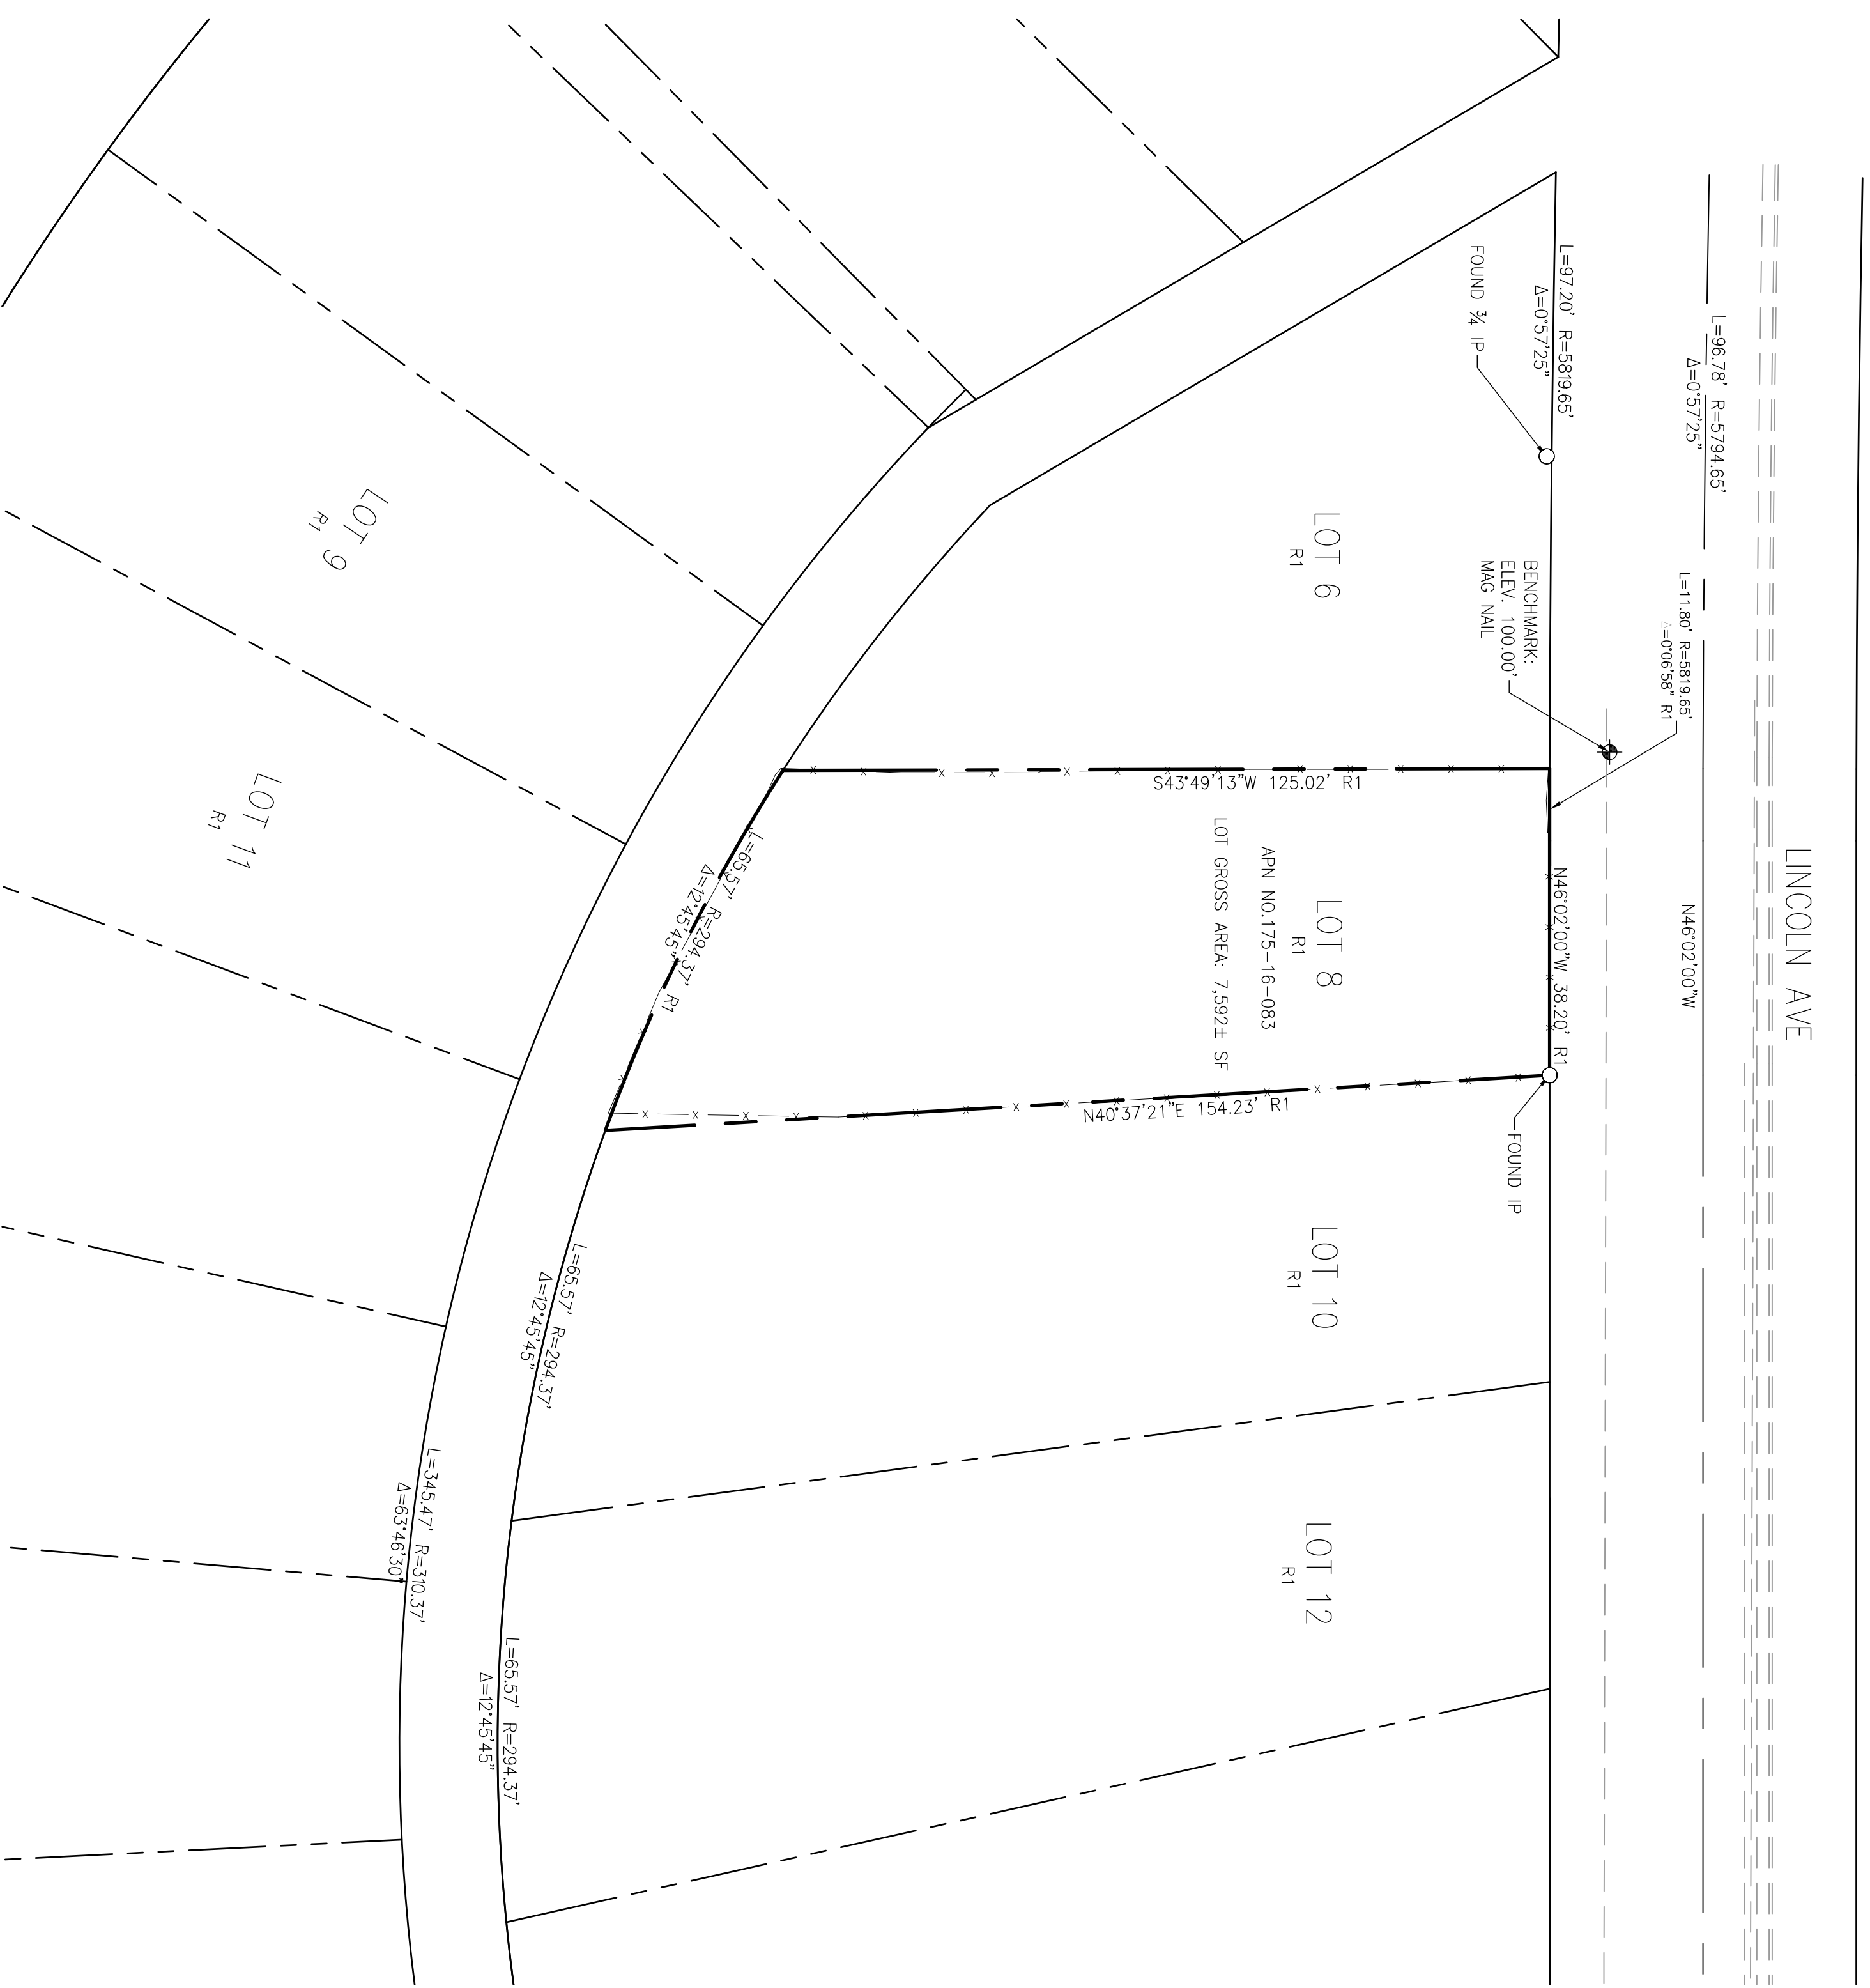 LINCOLN AVE
N46°02'00"W
L=96.78' R=5794.65'
Δ=0°57'25"
L=11.80' R=5819.65'
Δ=0°06'58" R1
L=97.20' R=5819.65'
Δ=0°57'25"
FOUND ¾ IP
BENCHMARK:
ELEV. 100.00'
MAG NAIL
N46°02'00"W 38.20' R1
FOUND IP
LOT 6
R1
S43°49'13"W 125.02' R1
LOT 8
R1
APN NO.175-16-083
LOT GROSS AREA: 7,592± SF
N40°37'21"E 154.23' R1
LOT 10
R1
LOT 12
R1
L=65.57' R=294.37' R1
Δ=12°45'45"
L=65.57' R=294.37'
Δ=12°45'45"
L=65.57' R=294.37'
Δ=12°45'45"
L=345.47' R=310.37'
Δ=63°46'30"
LOT 9
R1
LOT 11
R1